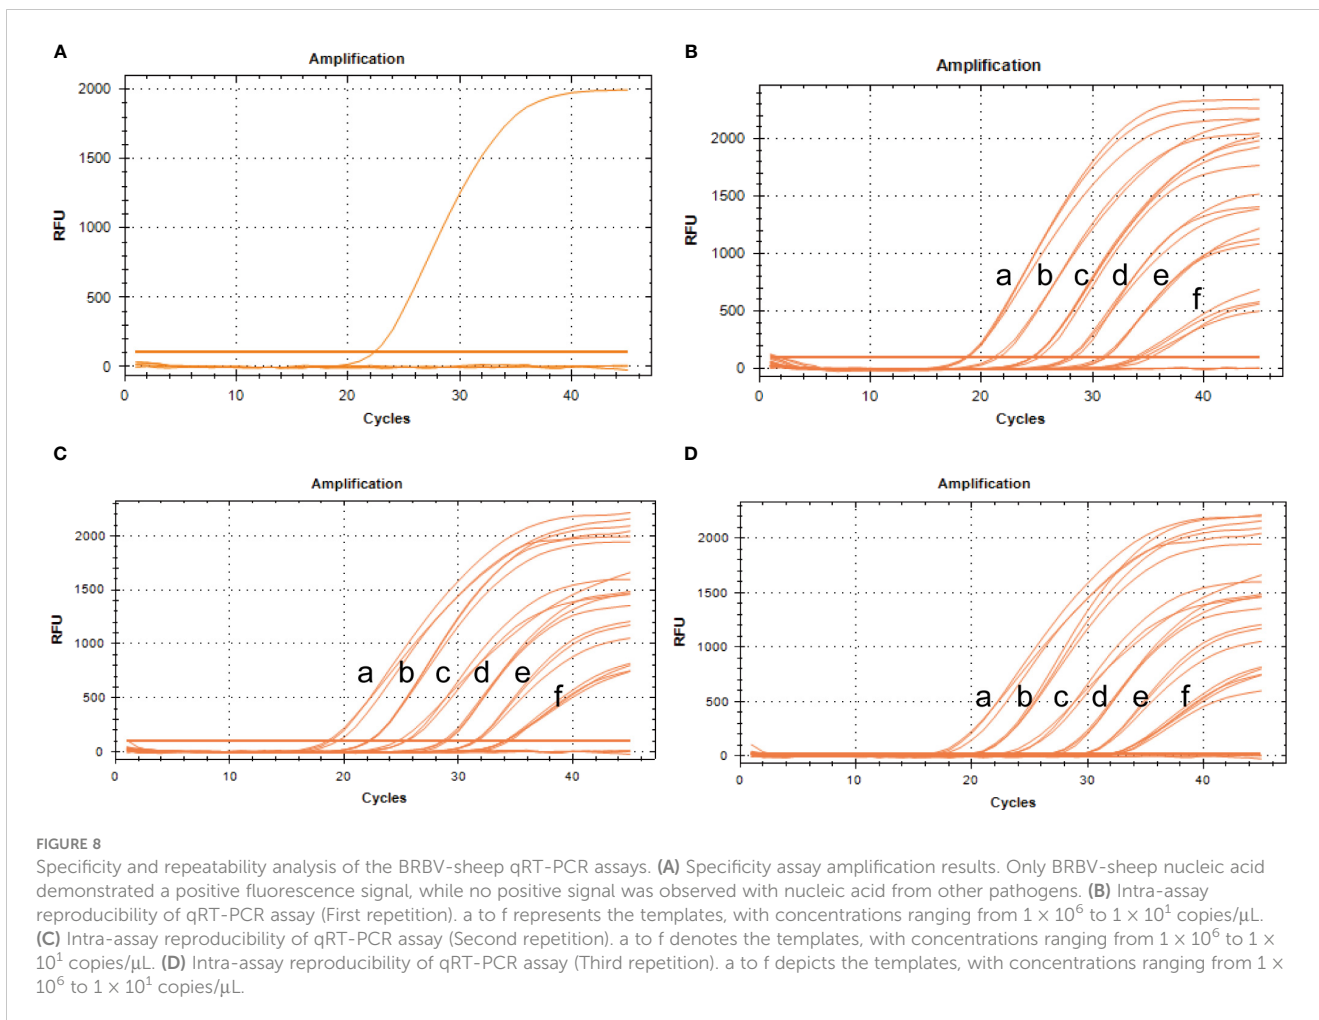 A
Amplification
2000
1500
1000
500
0
RFU
0 10 20 30 40
Cycles
B
Amplification
2000
1500
1000
500
0
RFU
a b c d e
f
0 10 20 30 40
Cycles
C
Amplification
2000
1500
1000
500
0
RFU
a b c d e
f
0 10 20 30 40
Cycles
D
Amplification
2000
1500
1000
500
0
RFU
a b c d e f
0 10 20 30 40
Cycles
FIGURE 8
Specificity and repeatability analysis of the BRBV-sheep qRT-PCR assays. (A) Specificity assay amplification results. Only BRBV-sheep nucleic acid
demonstrated a positive fluorescence signal, while no positive signal was observed with nucleic acid from other pathogens. (B) Intra-assay
reproducibility of qRT-PCR assay (First repetition). a to f represents the templates, with concentrations ranging from 1 × 10⁶ to 1 × 10¹ copies/μL.
(C) Intra-assay reproducibility of qRT-PCR assay (Second repetition). a to f denotes the templates, with concentrations ranging from 1 × 10⁶ to 1 ×
10¹ copies/μL. (D) Intra-assay reproducibility of qRT-PCR assay (Third repetition). a to f depicts the templates, with concentrations ranging from 1 ×
10⁶ to 1 × 10¹ copies/μL.